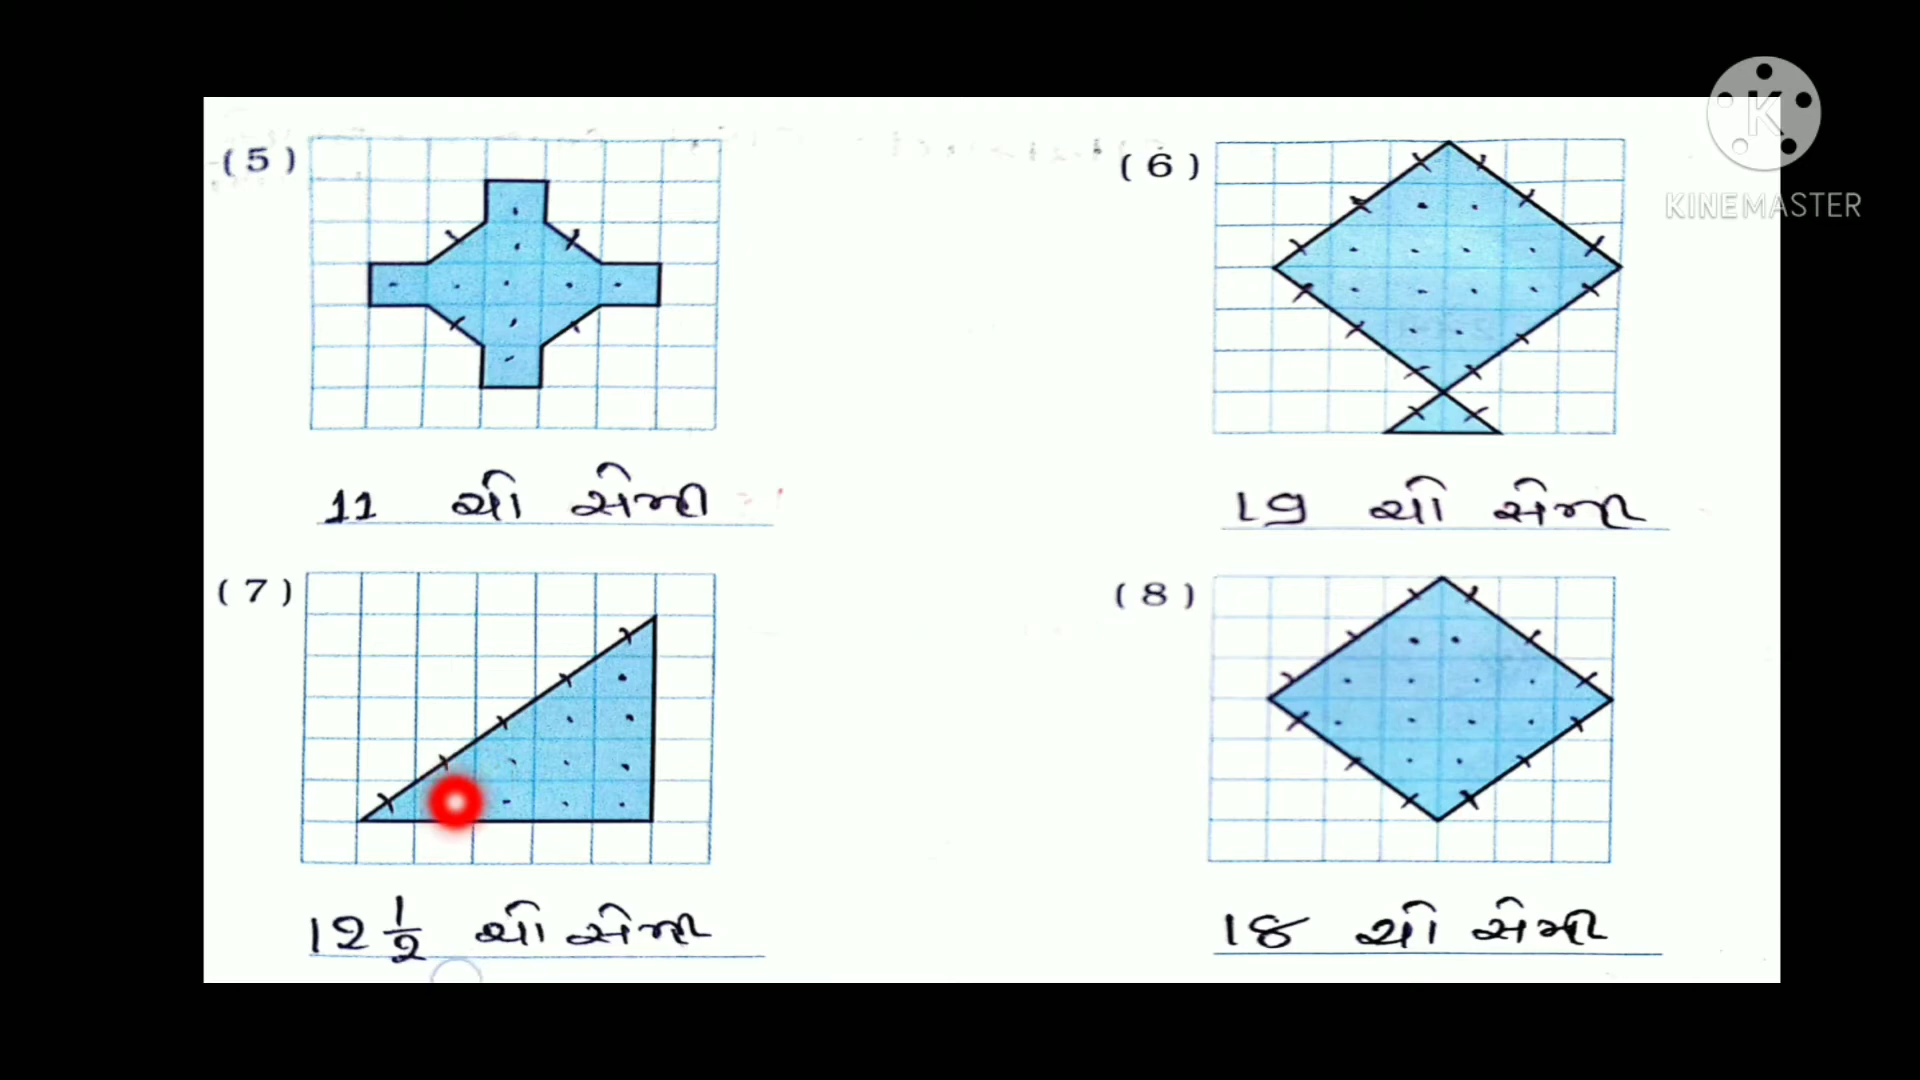 (5)
(6)
K
KINEMASTER
11 ચો સેમી
19 ચો સેમી
(7)
(8)
12 1/2 ચો સેમી
18 ચો સેમી